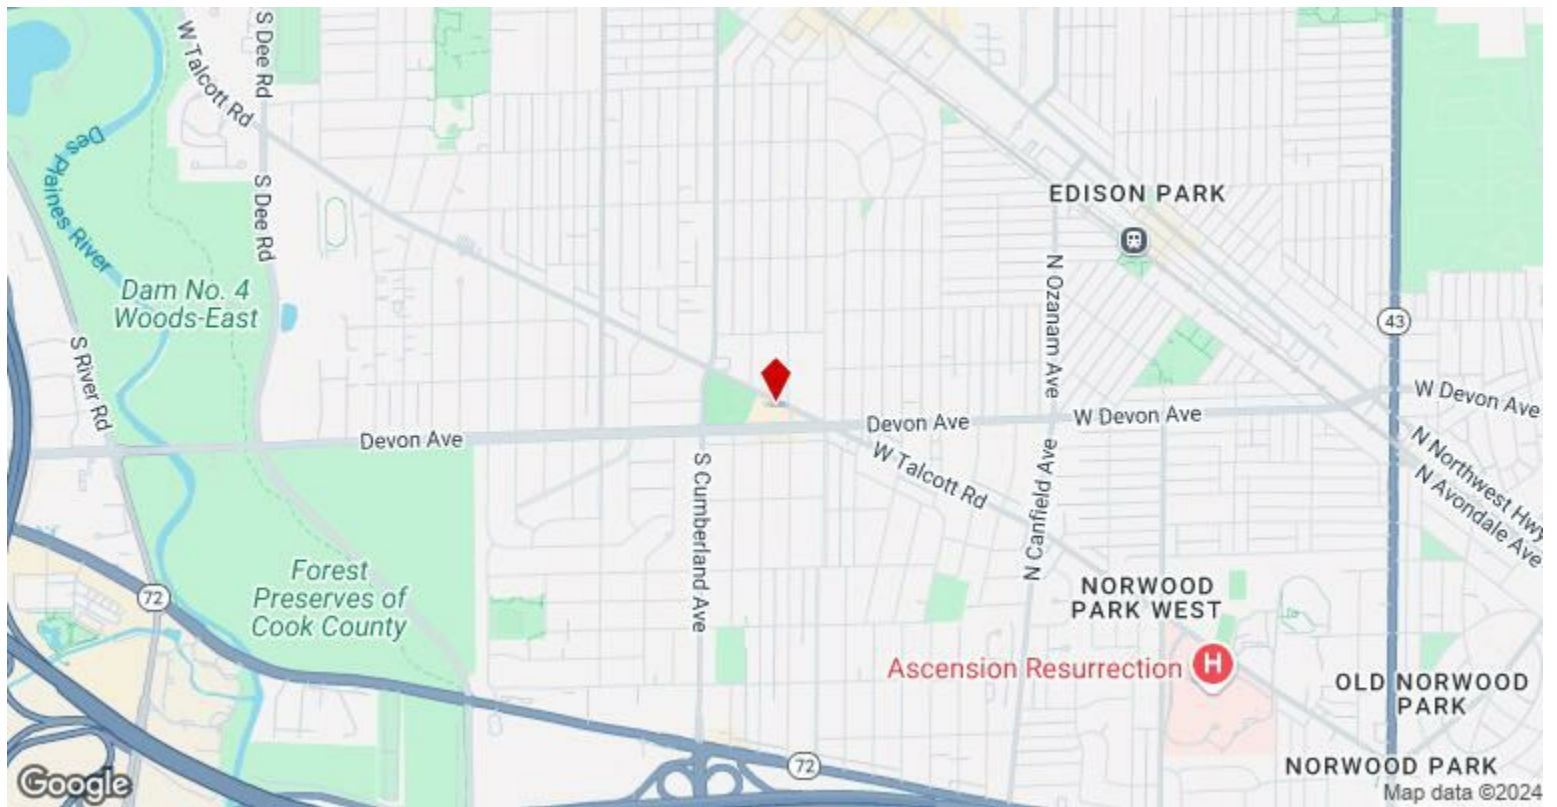 S Dee Rd
W Talcott Rd
Des Plaines River
S Dee Rd
EDISON PARK
N Ozanam Ave
Dam No. 4
Woods-East
43
S River Rd
W Devon Ave
Devon Ave
W Devon Ave
Devon Ave
W Talcott Rd
N Northwest Hwy
N Avondale Ave
S Cumberland Ave
N Canfield Ave
Forest
Preserves of
Cook County
72
NORWOOD
PARK WEST
Ascension Resurrection
H
OLD NORWOOD
PARK
72
NORWOOD PARK
Google
Map data ©2024